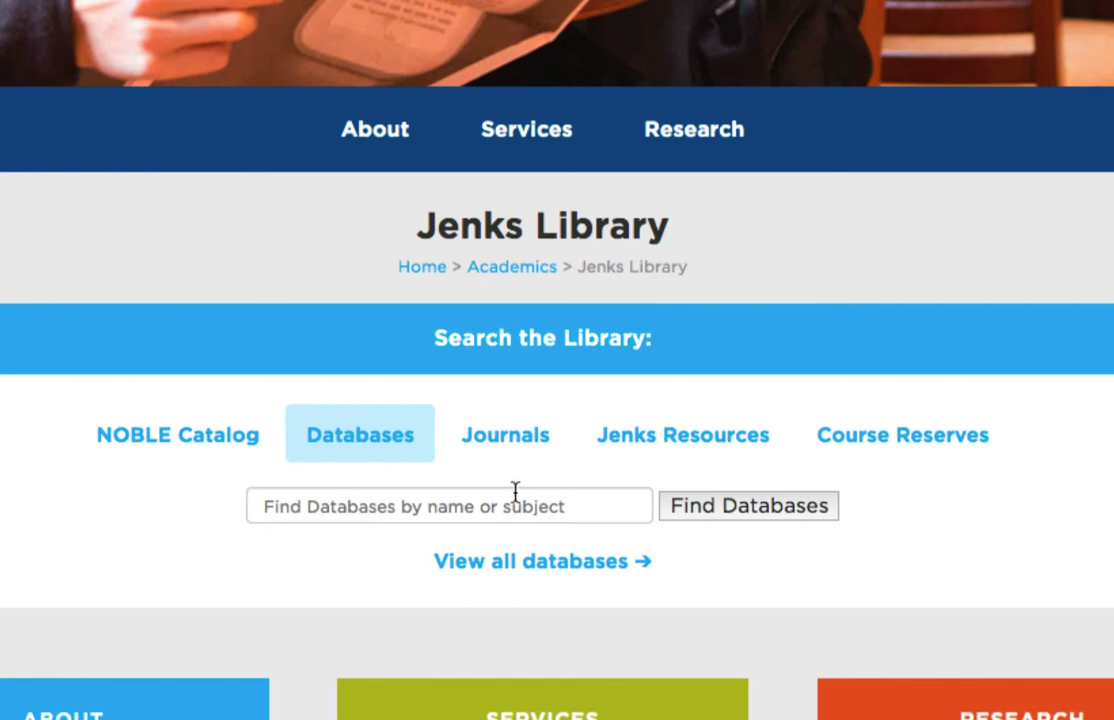 About Services Research
Jenks Library
Home > Academics > Jenks Library
Search the Library:
NOBLE Catalog Databases Journals Jenks Resources Course Reserves
Find Databases by name or subject Find Databases
View all databases →
ABOUT SERVICES RESEARCH